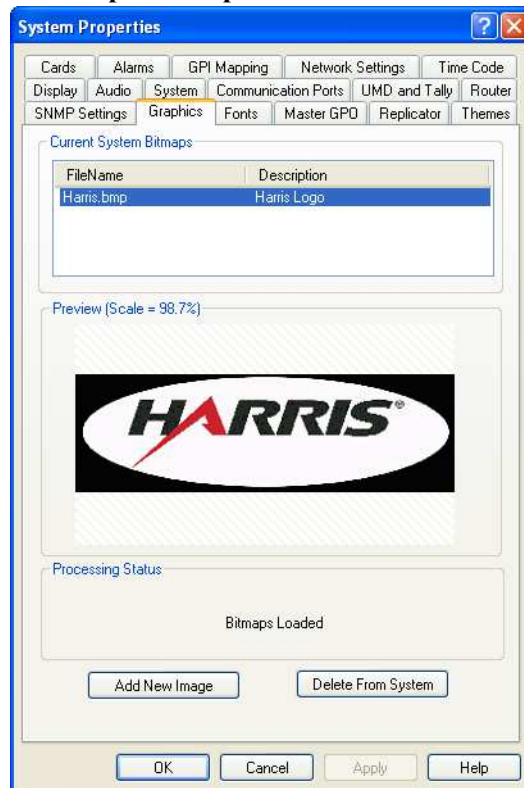 System Properties
Cards Alarms GPI Mapping Network Settings Time Code
Display Audio System Communication Ports UMD and Tally Router
SNMP Settings Graphics Fonts Master GPO Replicator Themes
Current System Bitmaps
FileName Description
Harris.bmp Harris Logo
Preview (Scale = 98.7%)
HARRIS®
Processing Status
Bitmaps Loaded
Add New Image Delete From System
OK Cancel Apply Help